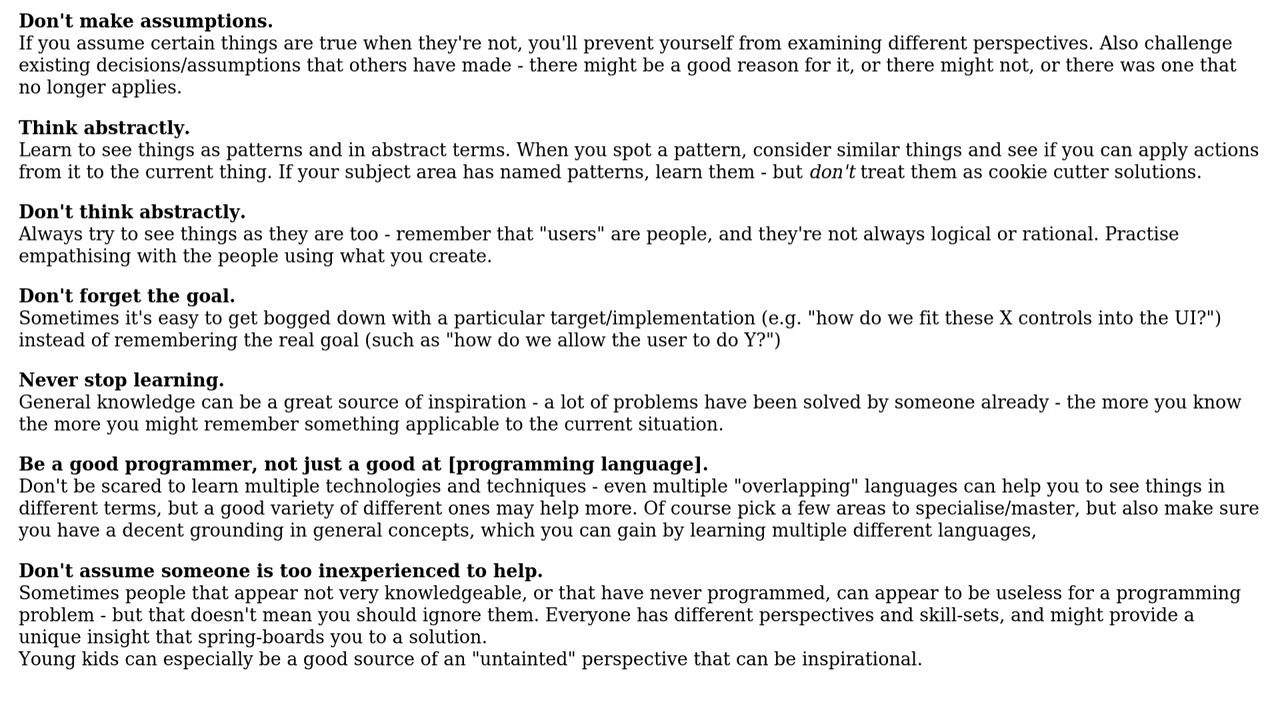 Don't make assumptions.
If you assume certain things are true when they're not, you'll prevent yourself from examining different perspectives. Also challenge
existing decisions/assumptions that others have made - there might be a good reason for it, or there might not, or there was one that
no longer applies.
Think abstractly.
Learn to see things as patterns and in abstract terms. When you spot a pattern, consider similar things and see if you can apply actions
from it to the current thing. If your subject area has named patterns, learn them - but don't treat them as cookie cutter solutions.
Don't think abstractly.
Always try to see things as they are too - remember that "users" are people, and they're not always logical or rational. Practise
empathising with the people using what you create.
Don't forget the goal.
Sometimes it's easy to get bogged down with a particular target/implementation (e.g. "how do we fit these X controls into the UI?")
instead of remembering the real goal (such as "how do we allow the user to do Y?")
Never stop learning.
General knowledge can be a great source of inspiration - a lot of problems have been solved by someone already - the more you know
the more you might remember something applicable to the current situation.
Be a good programmer, not just a good at [programming language].
Don't be scared to learn multiple technologies and techniques - even multiple "overlapping" languages can help you to see things in
different terms, but a good variety of different ones may help more. Of course pick a few areas to specialise/master, but also make sure
you have a decent grounding in general concepts, which you can gain by learning multiple different languages,
Don't assume someone is too inexperienced to help.
Sometimes people that appear not very knowledgeable, or that have never programmed, can appear to be useless for a programming
problem - but that doesn't mean you should ignore them. Everyone has different perspectives and skill-sets, and might provide a
unique insight that spring-boards you to a solution.
Young kids can especially be a good source of an "untainted" perspective that can be inspirational.